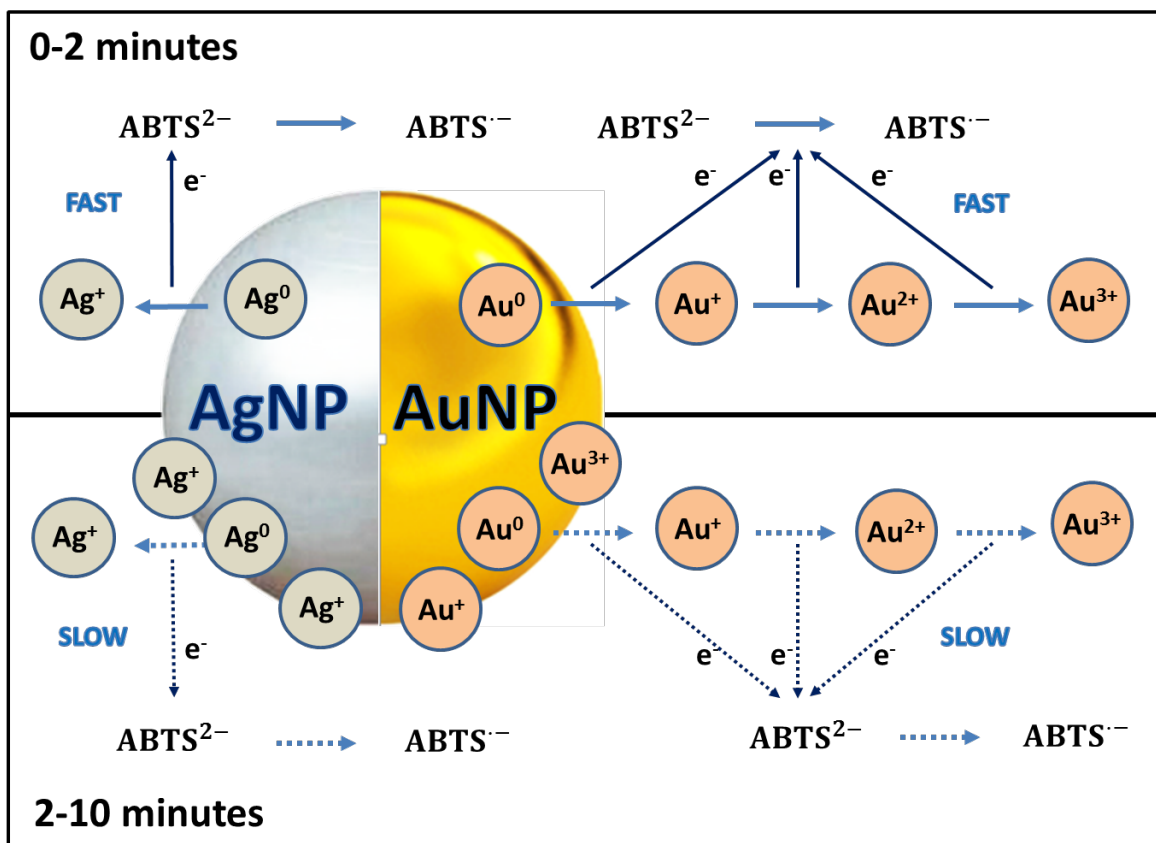 0-2 minutes
ABTS²⁻ ABTS·⁻ ABTS²⁻ ABTS·⁻
e⁻ e⁻ e⁻ e⁻
FAST FAST
Ag⁺ Ag⁰ Au⁰ Au⁺ Au²⁺ Au³⁺
AgNP AuNP
Ag⁺ Au³⁺
Ag⁺ Ag⁰ Au⁰ Au⁺ Au²⁺ Au³⁺
Ag⁺ Au⁺
SLOW SLOW
e⁻ e⁻ e⁻ e⁻
ABTS²⁻ ABTS·⁻ ABTS²⁻ ABTS·⁻
2-10 minutes